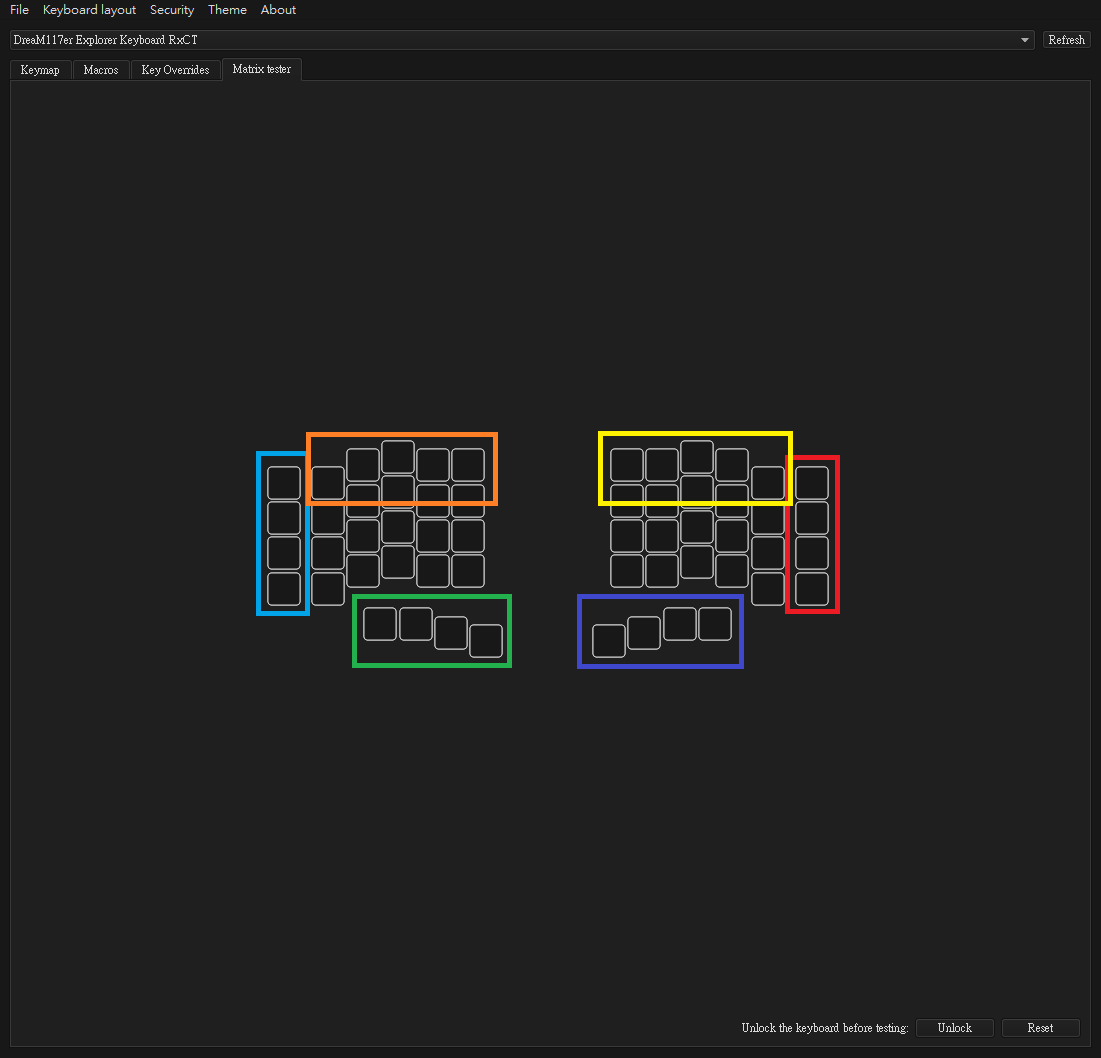 File Keyboard layout Security Theme About
DreaM117er Explorer Keyboard RxCT Refresh
Keymap Macros Key Overrides Matrix tester
Unlock the keyboard before testing: Unlock Reset